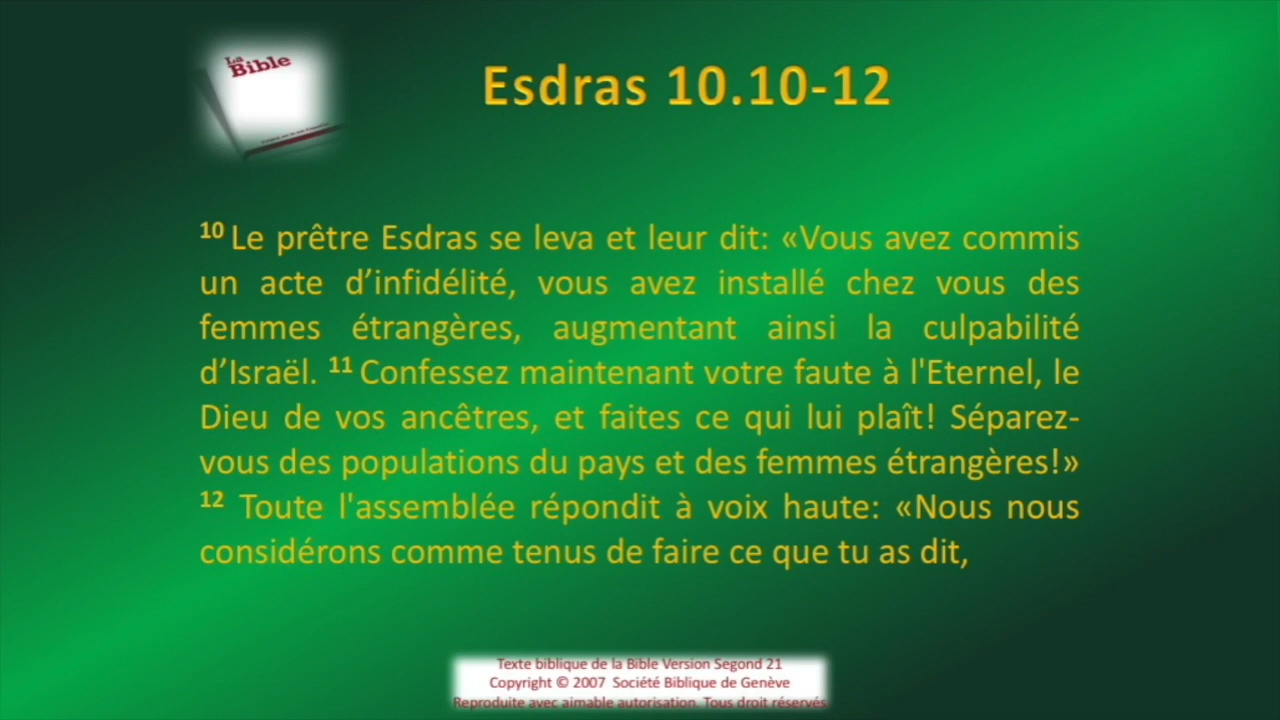 La
Bible
Esdras 10.10-12
10 Le prêtre Esdras se leva et leur dit: «Vous avez commis
un acte d’infidélité, vous avez installé chez vous des
femmes étrangères, augmentant ainsi la culpabilité
d’Israël. 11 Confessez maintenant votre faute à l'Eternel, le
Dieu de vos ancêtres, et faites ce qui lui plaît! Séparez-
vous des populations du pays et des femmes étrangères!»
12 Toute l'assemblée répondit à voix haute: «Nous nous
considérons comme tenus de faire ce que tu as dit,
Texte biblique de la Bible Version Segond 21
Copyright © 2007 Société Biblique de Genève
Reproduite avec aimable autorisation. Tous droit réservés